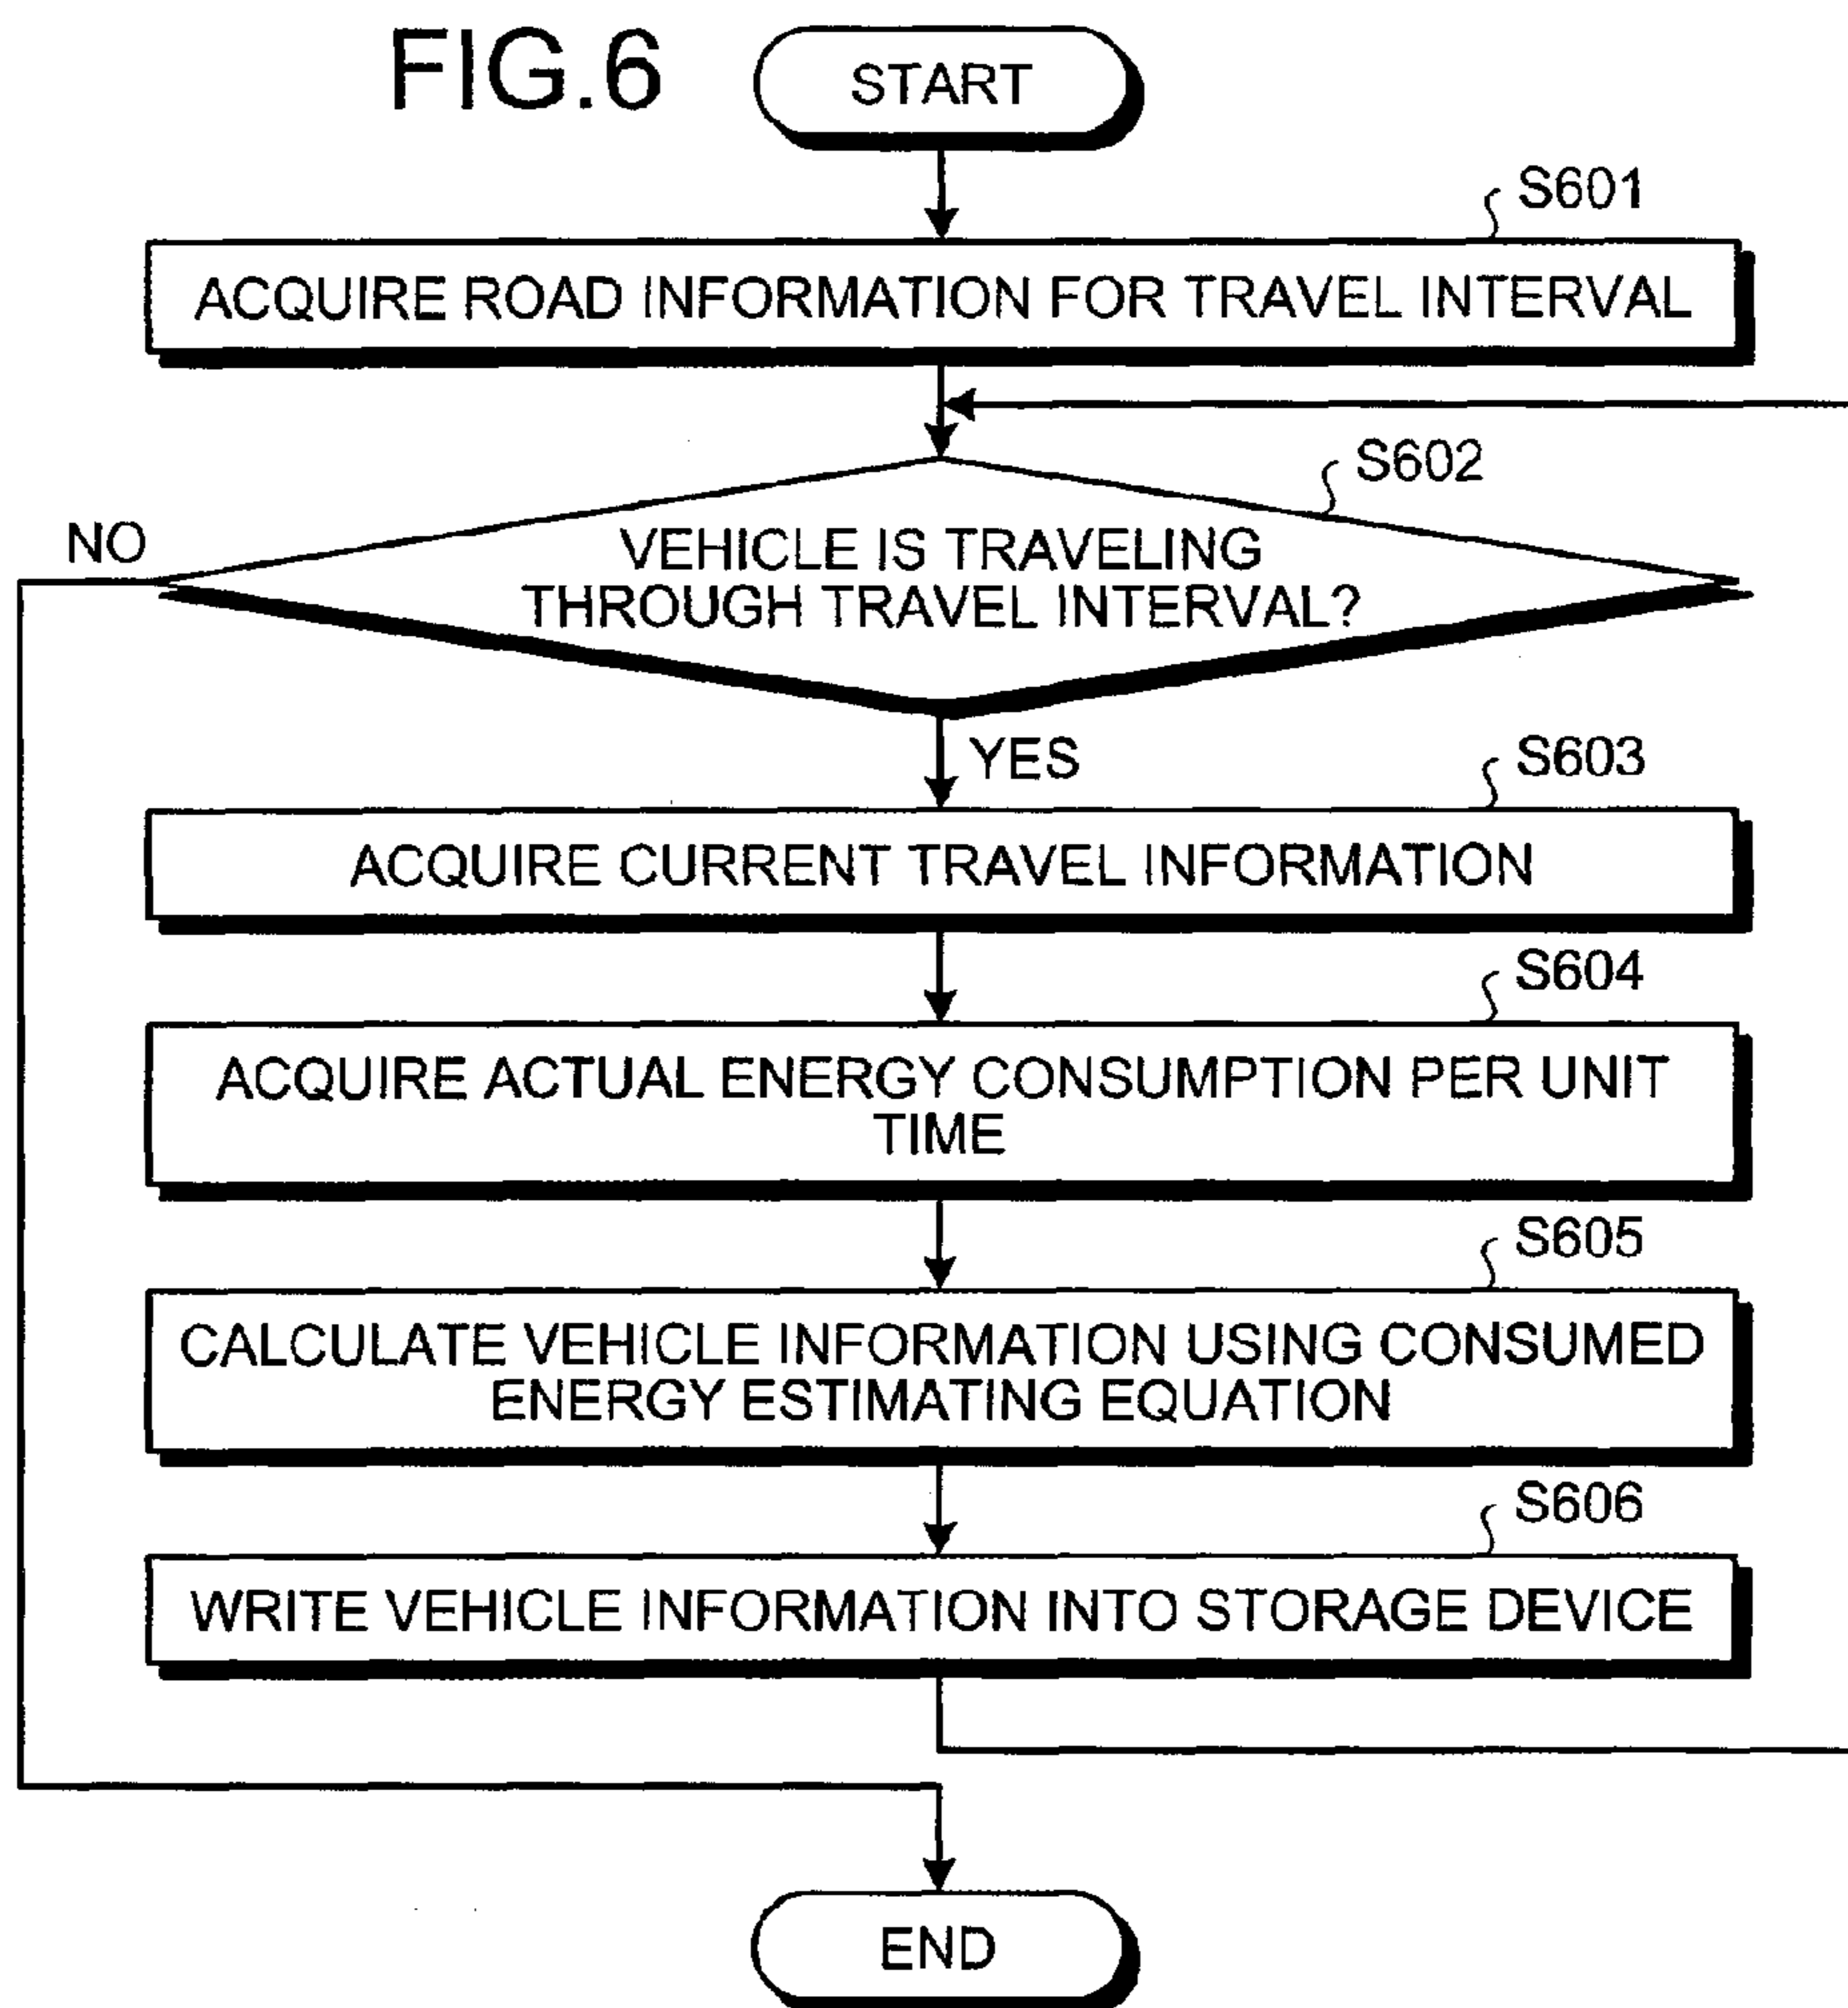 FIG.6
START
S601
ACQUIRE ROAD INFORMATION FOR TRAVEL INTERVAL
S602
NO
VEHICLE IS TRAVELING
THROUGH TRAVEL INTERVAL?
YES
S603
ACQUIRE CURRENT TRAVEL INFORMATION
S604
ACQUIRE ACTUAL ENERGY CONSUMPTION PER UNIT
TIME
S605
CALCULATE VEHICLE INFORMATION USING CONSUMED
ENERGY ESTIMATING EQUATION
S606
WRITE VEHICLE INFORMATION INTO STORAGE DEVICE
END